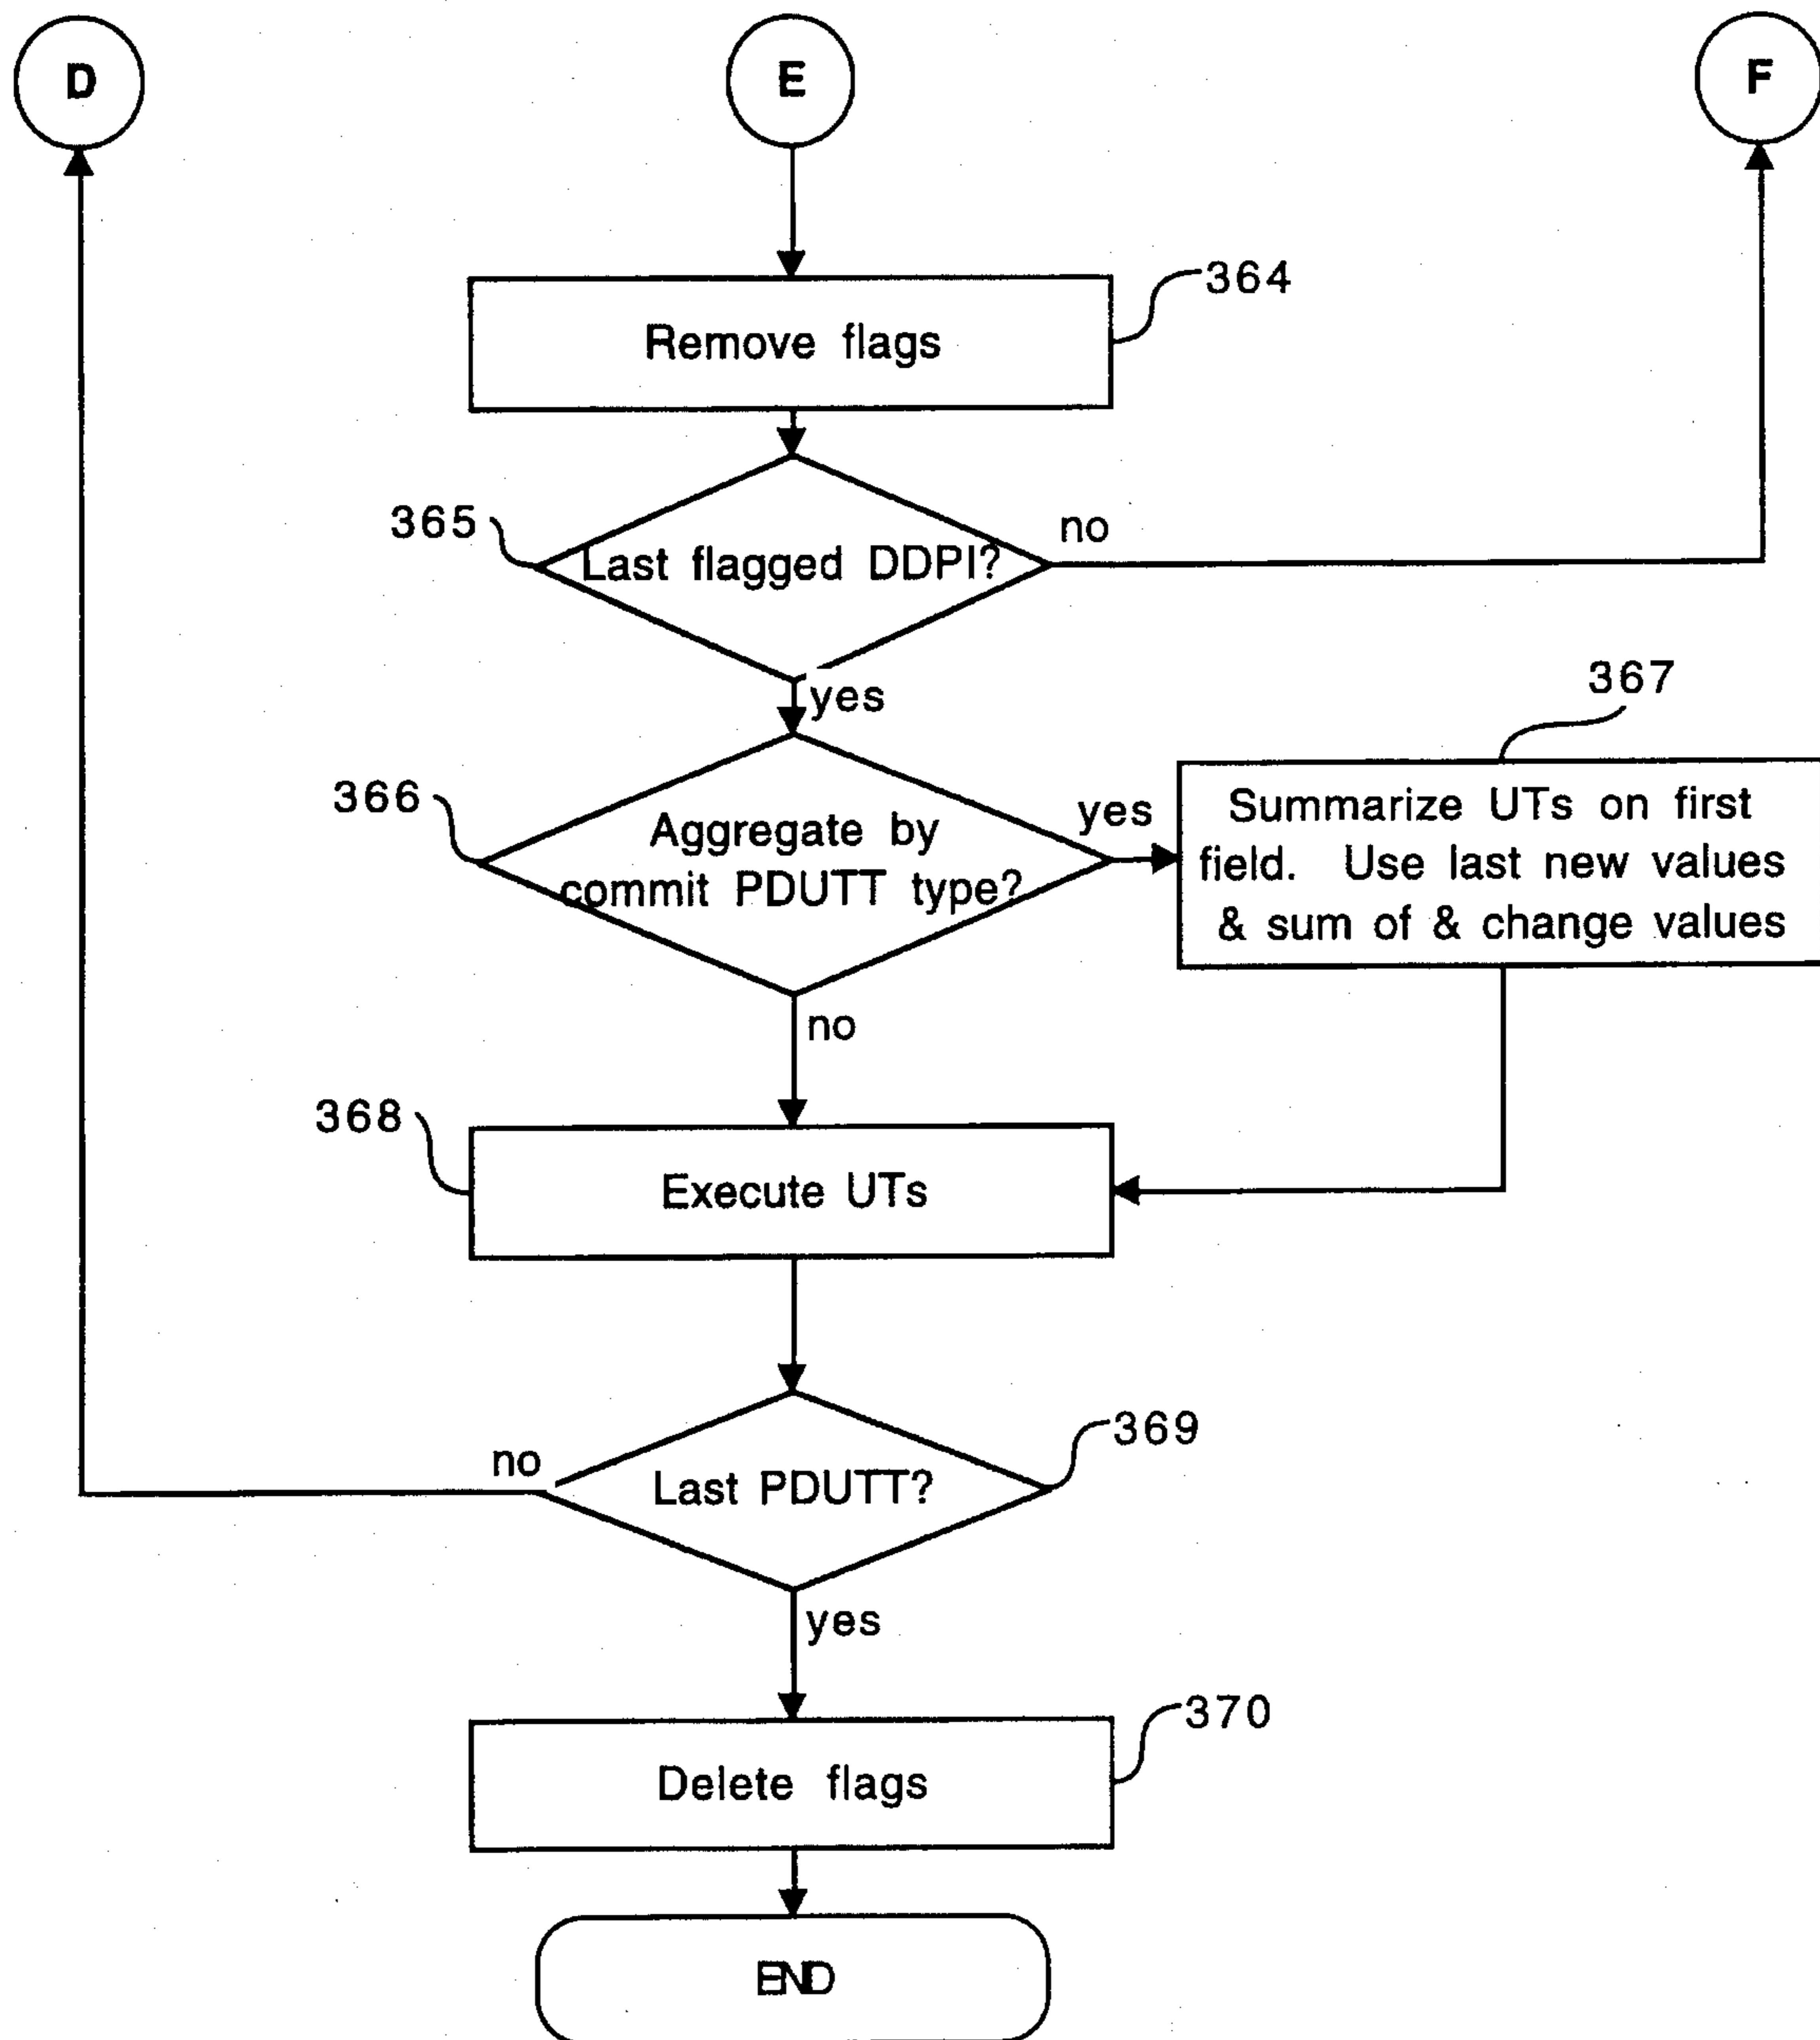 D
E
F
364
Remove flags
365
Last flagged DDPI?
no
yes
367
366
Aggregate by
commit PDUTT type?
yes
Summarize UTs on first
field. Use last new values
& sum of & change values
no
368
Execute UTs
369
no
Last PDUTT?
yes
370
Delete flags
END